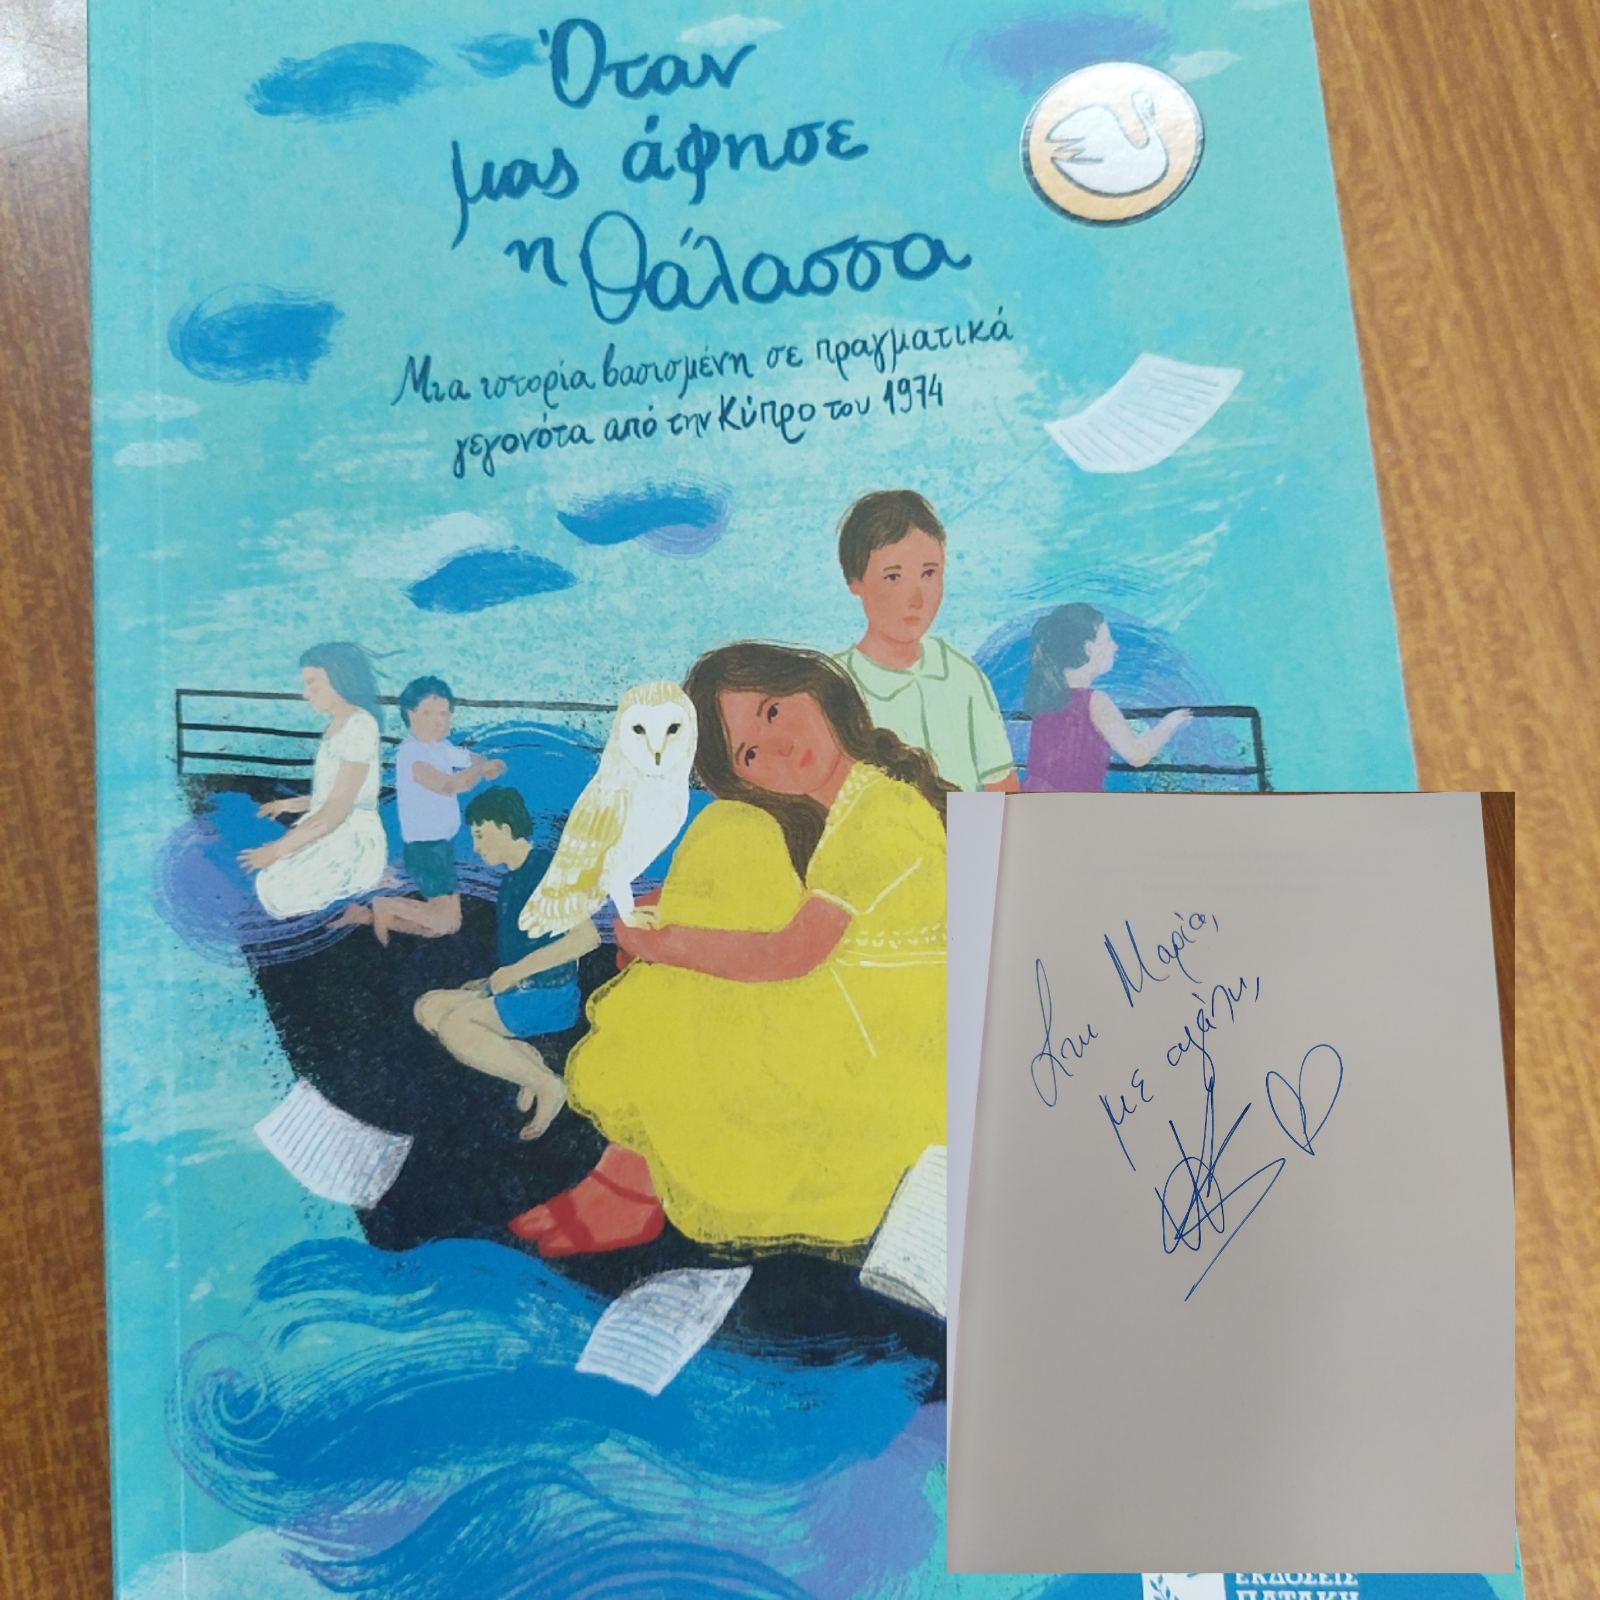 Όταν
μας άφησε
η θάλασσα
Μια ιστορία βασισμένη σε πραγματικά
γεγονότα από την Κύπρο του 1974
Στη Μαρία,
με αγάπη,
ΕΚΔΟΣΕΙΣ
ΠΑΤΑΚΗ